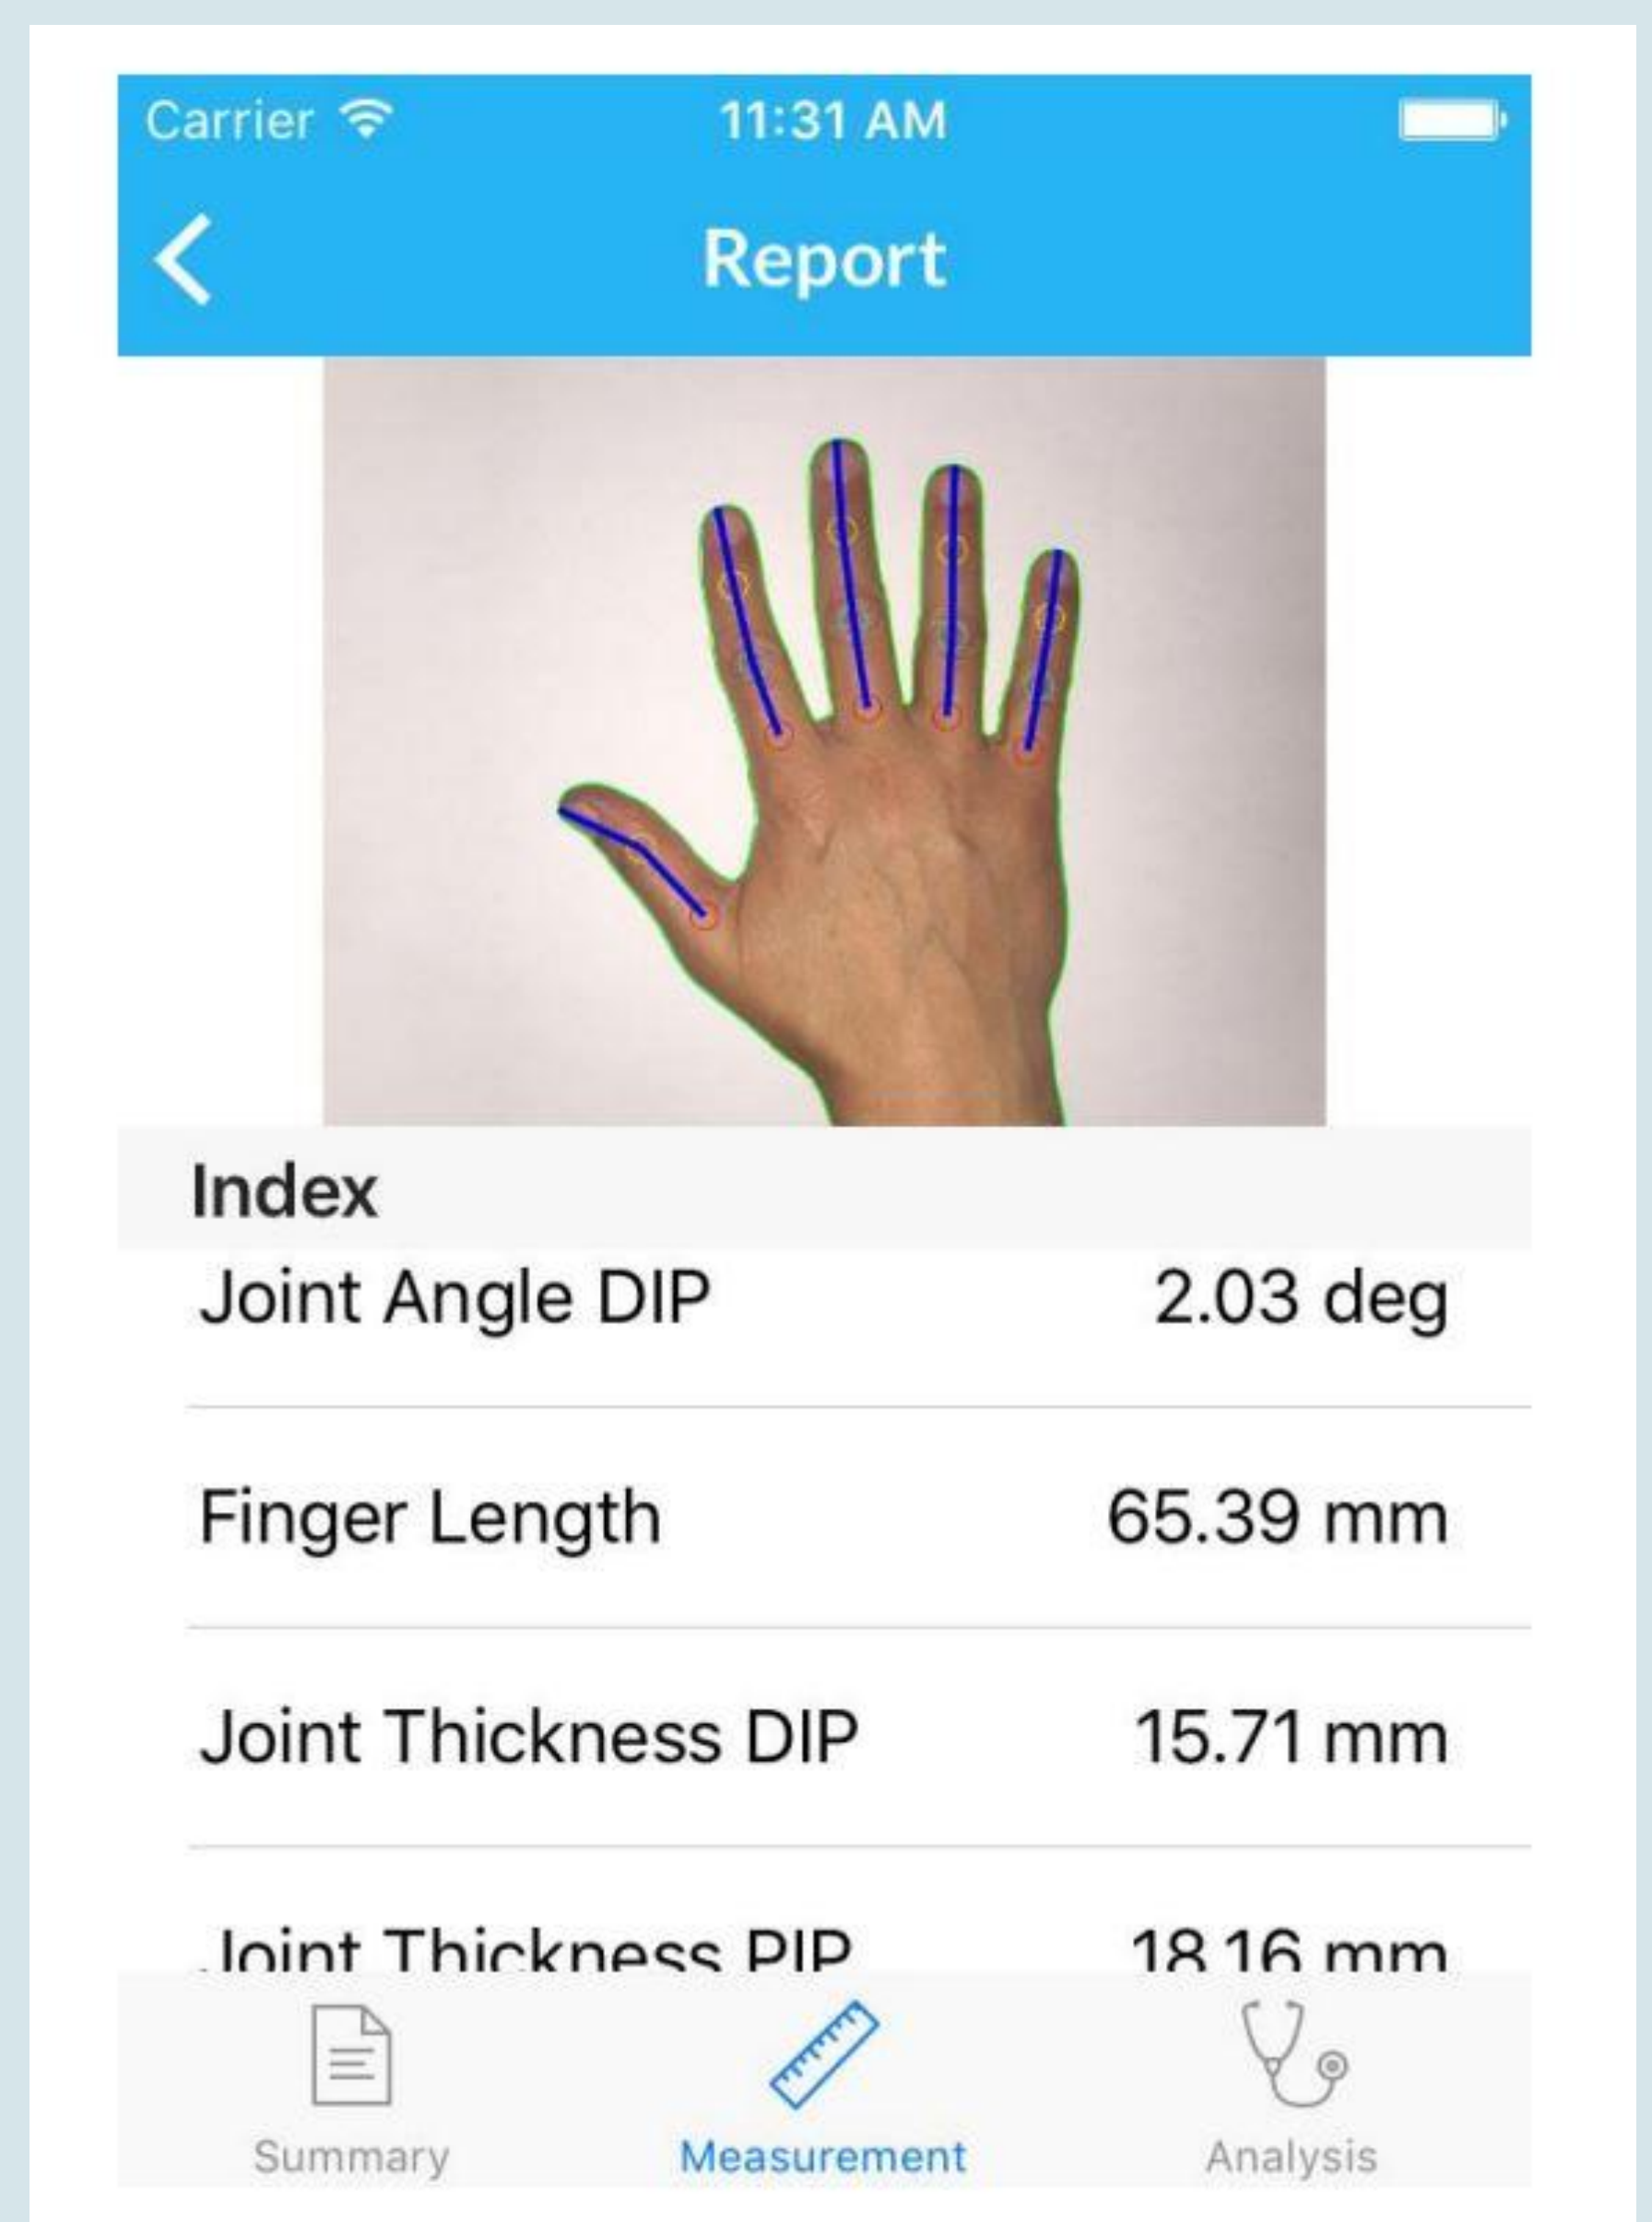 Carrier 11:31 AM
Report
Index
Joint Angle DIP 2.03 deg
Finger Length 65.39 mm
Joint Thickness DIP 15.71 mm
Joint Thickness PIP 18.16 mm
Summary Measurement Analysis